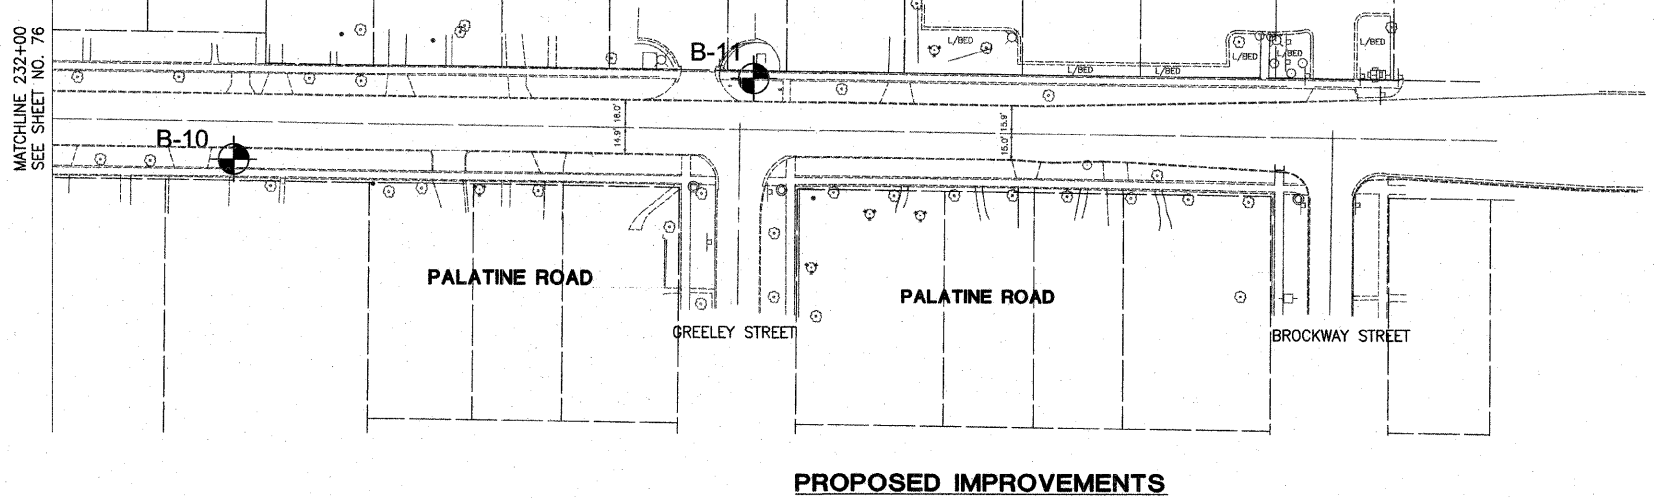 MATCHLINE 232+00
SEE SHEET NO. 76
B-10
B-11
L/BED
L/BED
L/BED
L/BED
L/BED
L/BED
14.9' 18.0'
15.0' 15.9'
PALATINE ROAD
PALATINE ROAD
GREELEY STREET
BROCKWAY STREET
PROPOSED IMPROVEMENTS